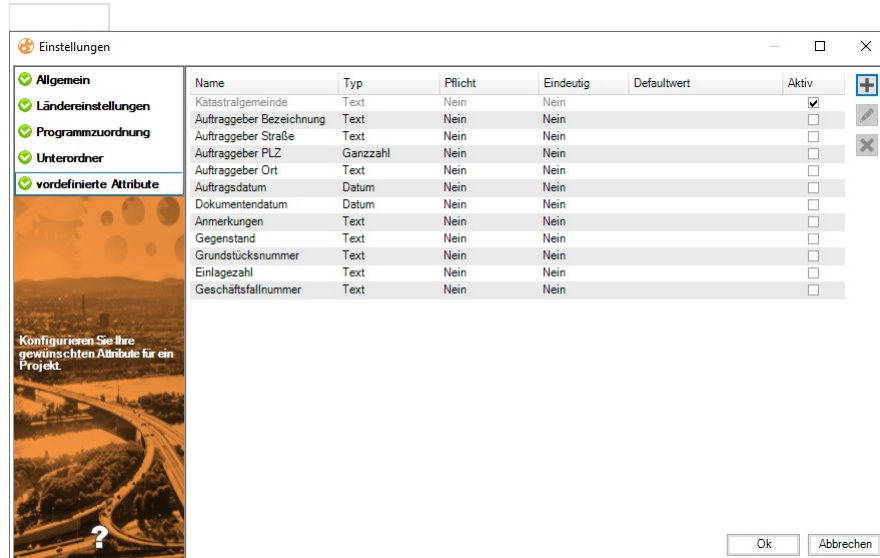 Einstellungen
Allgemein
Ländereinstellungen
Programmzuordnung
Unterordner
vordefinierte Attribute
Konfigurieren Sie Ihre
gewünschten Attribute für ein
Projekt.
?
Name Typ Pflicht Eindeutig Defaultwert Aktiv
Katastralgemeinde Text Nein Nein
Auftraggeber Bezeichnung Text Nein Nein
Auftraggeber Straße Text Nein Nein
Auftraggeber PLZ Ganzzahl Nein Nein
Auftraggeber Ort Text Nein Nein
Auftragsdatum Datum Nein Nein
Dokumentendatum Datum Nein Nein
Anmerkungen Text Nein Nein
Gegenstand Text Nein Nein
Grundstücksnummer Text Nein Nein
Einlagezahl Text Nein Nein
Geschäftsfallnummer Text Nein Nein
Ok Abbrechen